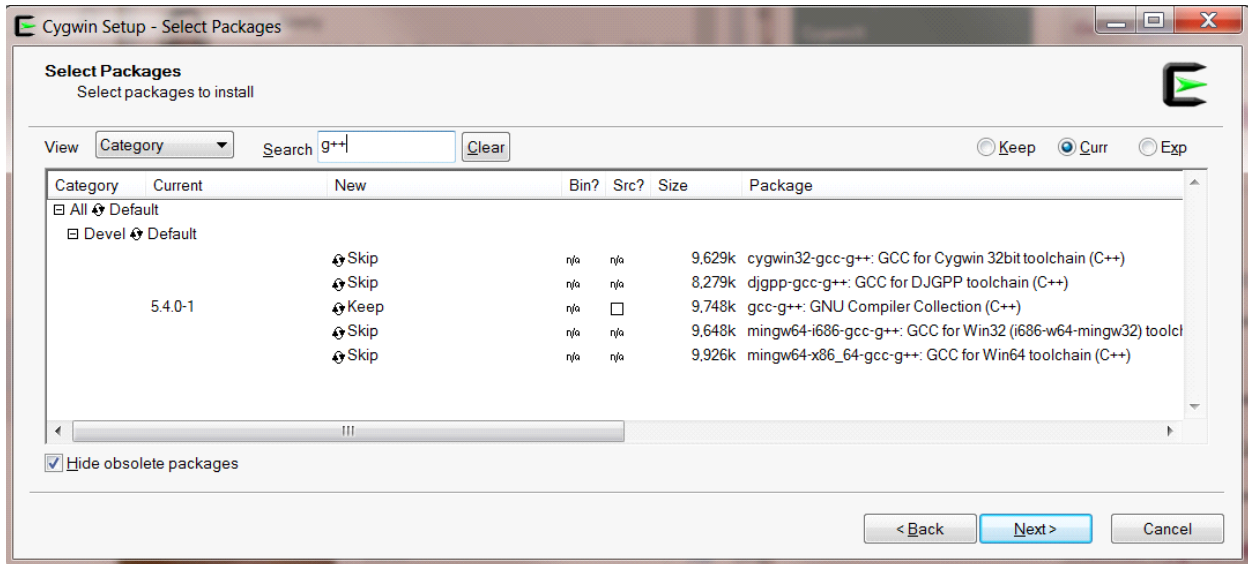 Cygwin Setup - Select Packages
Select Packages
Select packages to install
View Category Search g++ Clear Keep Curr Exp
Category Current New Bin? Src? Size Package
All Default
Devel Default
Skip n/a n/a 9,629k cygwin32-gcc-g++: GCC for Cygwin 32bit toolchain (C++)
Skip n/a n/a 8,279k djgpp-gcc-g++: GCC for DJGPP toolchain (C++)
5.4.0-1 Keep n/a 9,748k gcc-g++: GNU Compiler Collection (C++)
Skip n/a n/a 9,648k mingw64-i686-gcc-g++: GCC for Win32 (i686-w64-mingw32) toolcl
Skip n/a n/a 9,926k mingw64-x86_64-gcc-g++: GCC for Win64 toolchain (C++)
Hide obsolete packages
< Back Next > Cancel